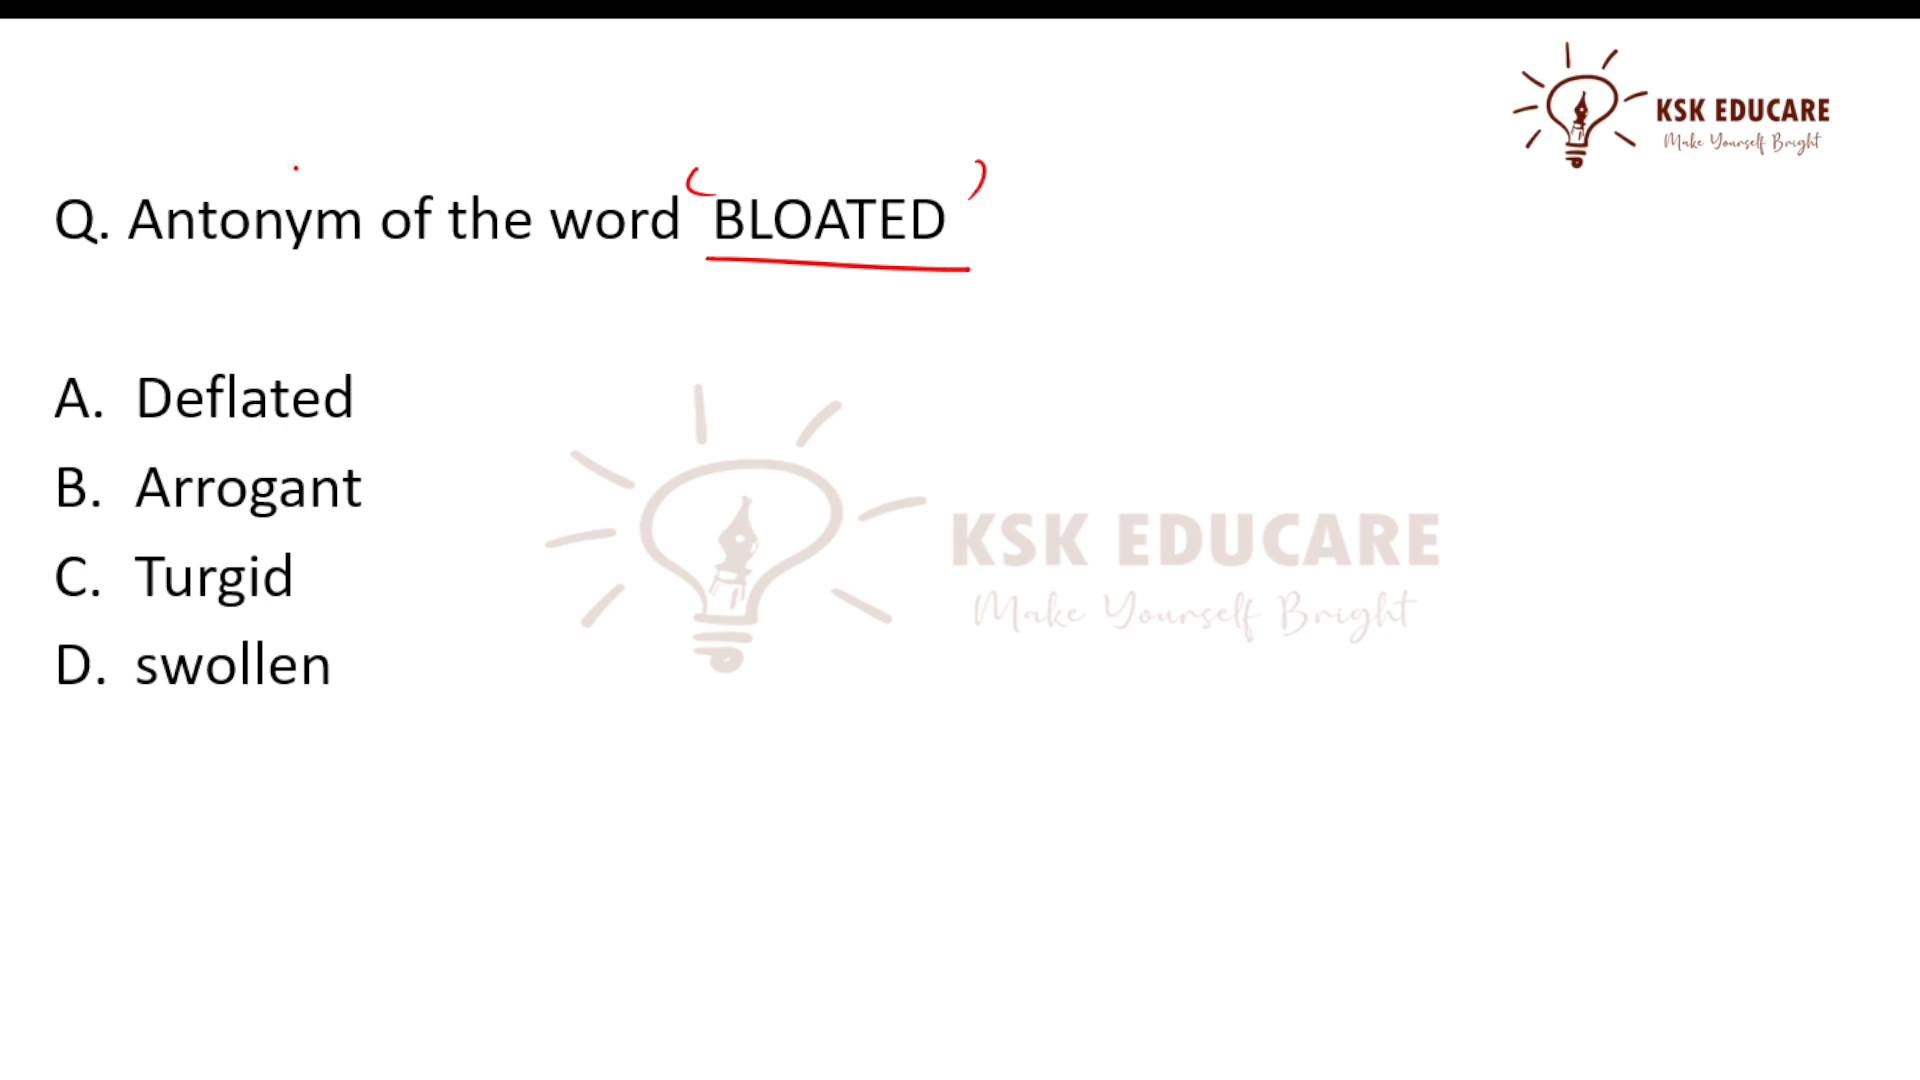 KSK EDUCARE
Make Yourself Bright
Q. Antonym of the word ‘BLOATED’
A. Deflated
B. Arrogant
C. Turgid
D. swollen
KSK EDUCARE
Make Yourself Bright